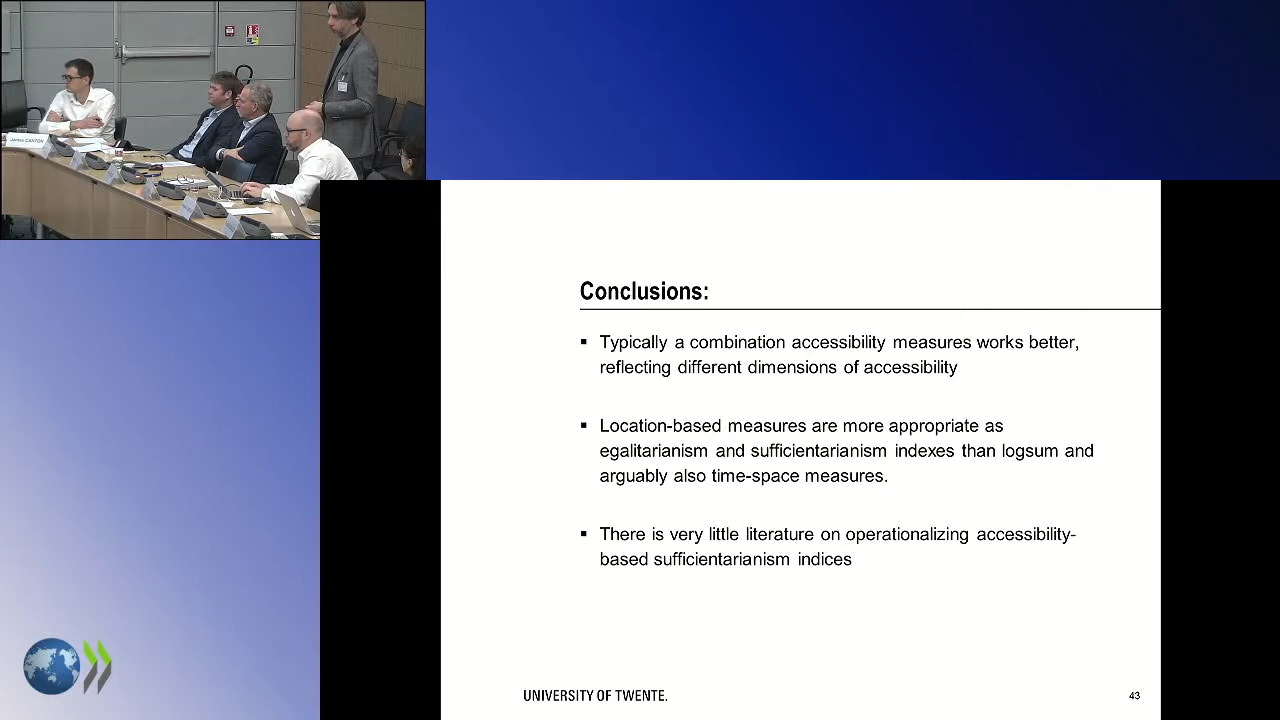 James CANTON
Conclusions:
▪ Typically a combination accessibility measures works better,
reflecting different dimensions of accessibility
▪ Location-based measures are more appropriate as
egalitarianism and sufficientarianism indexes than logsum and
arguably also time-space measures.
▪ There is very little literature on operationalizing accessibility-
based sufficientarianism indices
UNIVERSITY OF TWENTE.
43